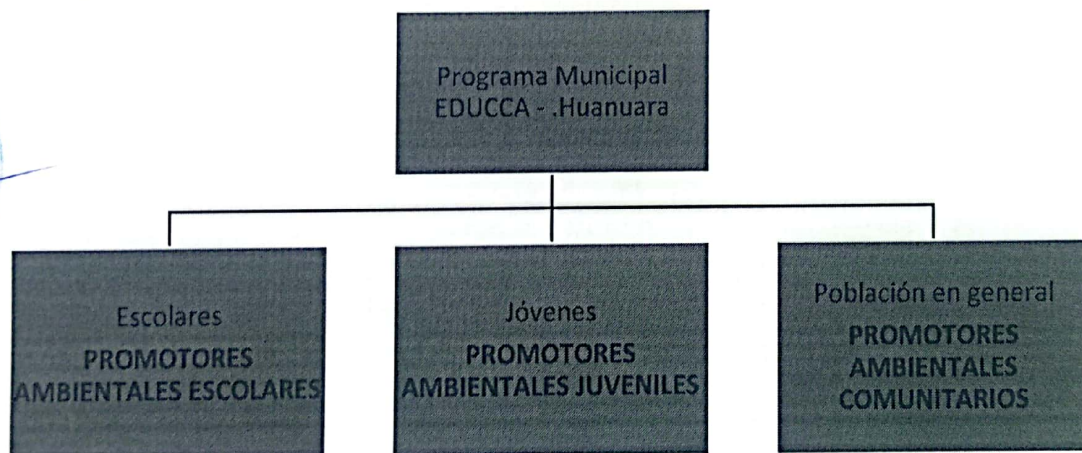 Programa Municipal
EDUCCA - .Huanuara
Escolares
PROMOTORES
AMBIENTALES ESCOLARES
Jóvenes
PROMOTORES
AMBIENTALES JUVENILES
Población en general
PROMOTORES
AMBIENTALES
COMUNITARIOS